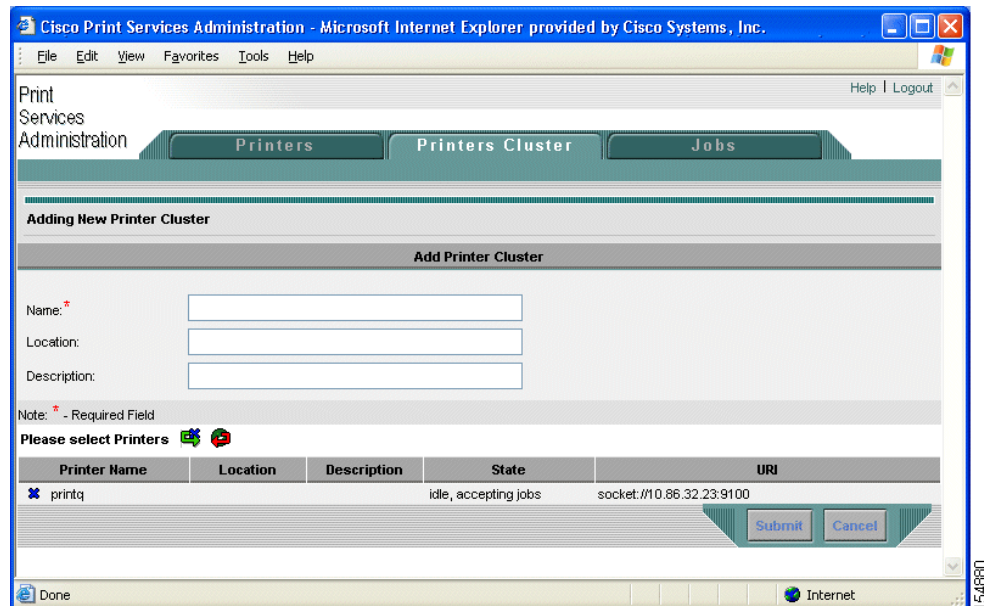 Cisco Print Services Administration - Microsoft Internet Explorer provided by Cisco Systems, Inc.
File Edit View Favorites Tools Help
Help | Logout
Print
Services
Administration
Printers Printers Cluster Jobs
Adding New Printer Cluster
Add Printer Cluster
Name:*
Location:
Description:
Note: * - Required Field
Please select Printers
Printer Name Location Description State URI
printq idle, accepting jobs socket://10.86.32.23:9100
Submit Cancel
Done Internet
54880